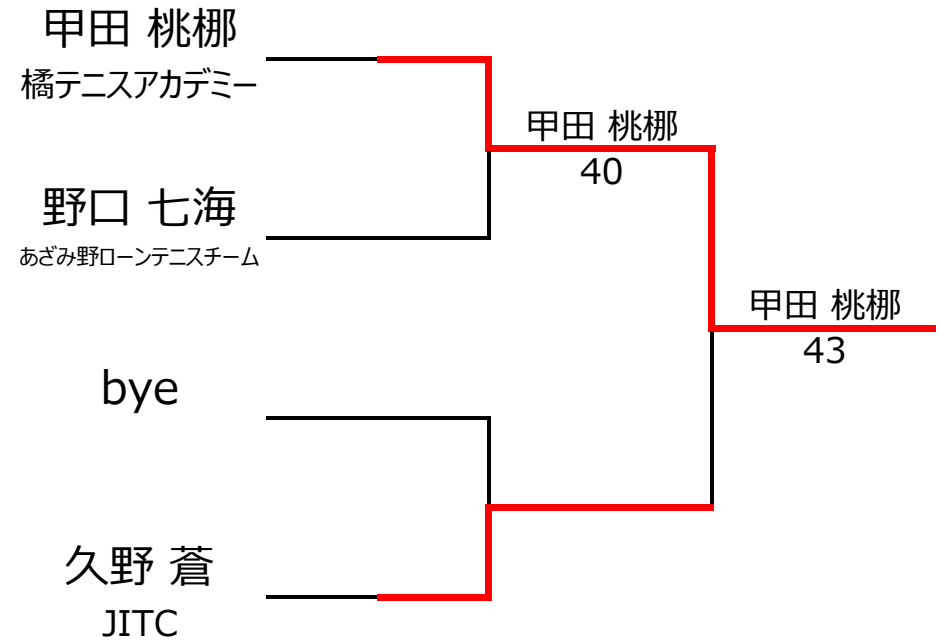 甲田 桃梛
橘テニスアカデミー
野口 七海
あざみ野ローンテニスチーム
bye
久野 蒼
JITC
甲田 桃梛
40
甲田 桃梛
43